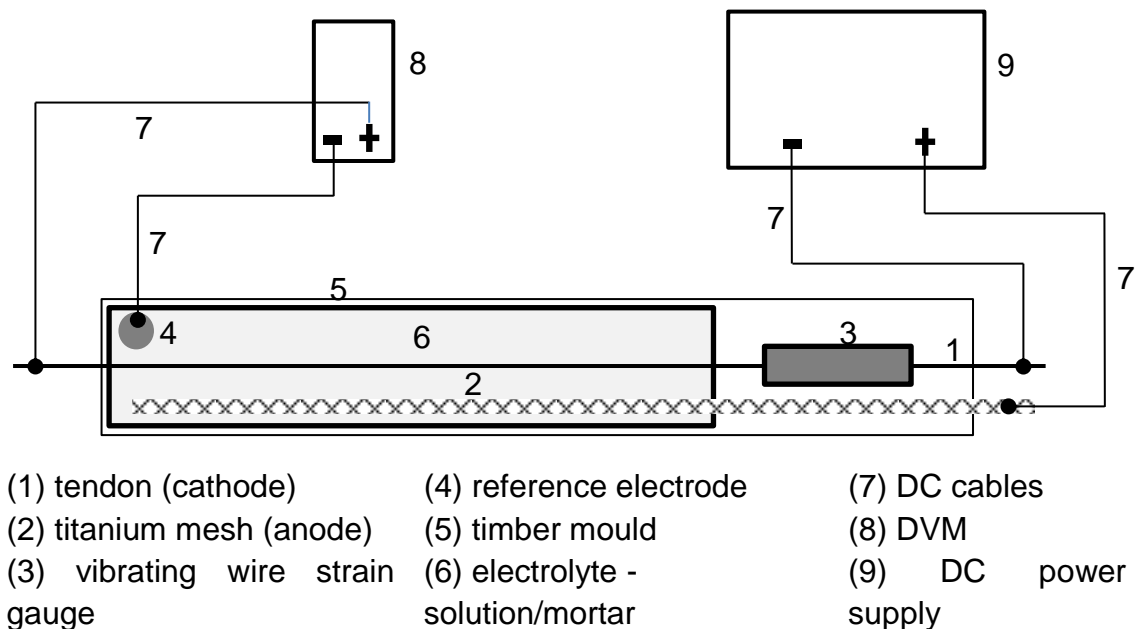 8
9
7
7
7
7
5
4
6
3
1
2
(1) tendon (cathode)
(2) titanium mesh (anode)
(3) vibrating wire strain
gauge
(4) reference electrode
(5) timber mould
(6) electrolyte -
solution/mortar
(7) DC cables
(8) DVM
(9) DC power
supply